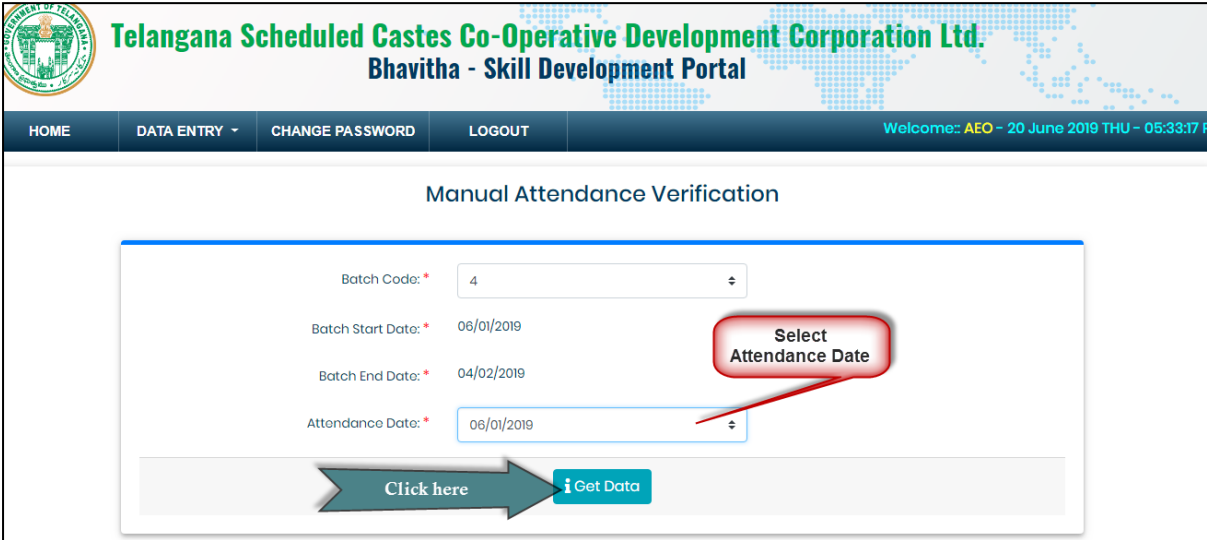 Telangana Scheduled Castes Co-Operative Development Corporation Ltd.
Bhavitha - Skill Development Portal
HOME DATA ENTRY CHANGE PASSWORD LOGOUT Welcome:: AEO - 20 June 2019 THU - 05:33:17 P
Manual Attendance Verification
Batch Code: * 4
Batch Start Date: * 06/01/2019
Select
Attendance Date
Batch End Date: * 04/02/2019
Attendance Date: * 06/01/2019
Click here
Get Data